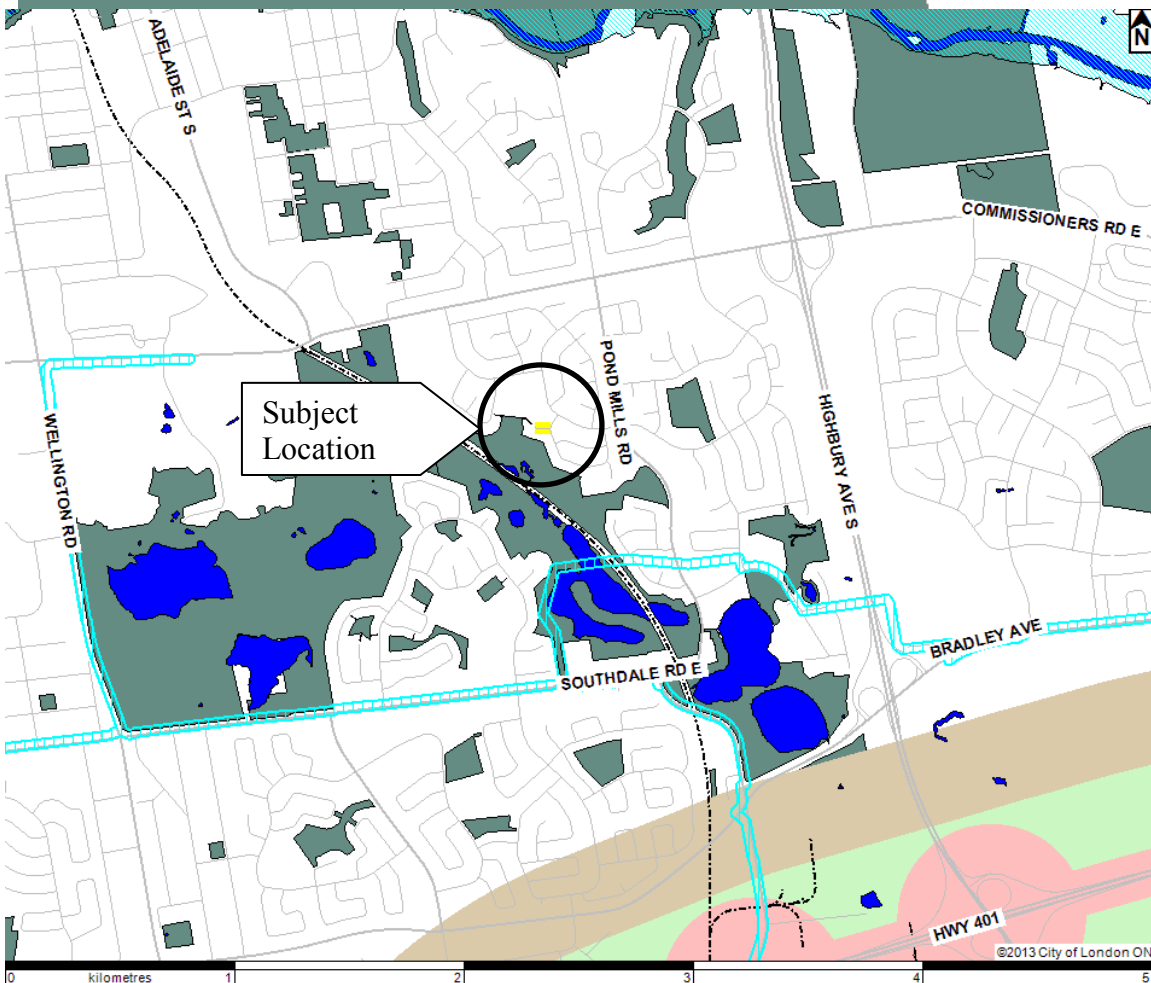 N
ADELAIDE ST S
COMMISSIONERS RD E
POND MILLS RD
Subject
Location
HIGHBURY AVE S
WELLINGTON RD
BRADLEY AVE
SOUTHDALE RD E
HWY 401
©2013 City of London ON
0 kilometres 1 2 3 4 5